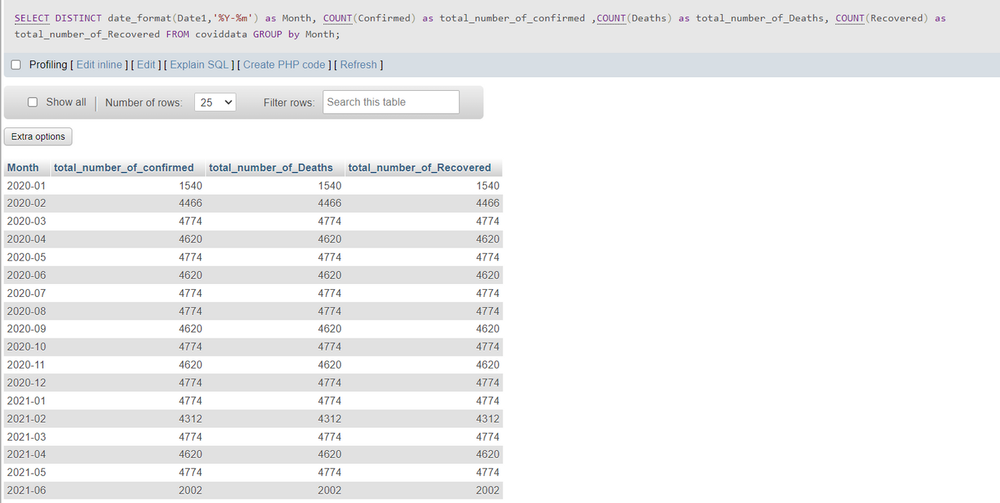 SELECT DISTINCT date_format(Date1,'%Y-%m') as Month, COUNT(Confirmed) as total_number_of_confirmed ,COUNT(Deaths) as total_number_of_Deaths, COUNT(Recovered) as
total_number_of_Recovered FROM coviddata GROUP by Month;
Profiling [ Edit inline ] [ Edit ] [ Explain SQL ] [ Create PHP code ] [ Refresh ]
Show all Number of rows: 25 Filter rows: Search this table
Extra options
Month total_number_of_confirmed total_number_of_Deaths total_number_of_Recovered
2020-01 1540 1540 1540
2020-02 4466 4466 4466
2020-03 4774 4774 4774
2020-04 4620 4620 4620
2020-05 4774 4774 4774
2020-06 4620 4620 4620
2020-07 4774 4774 4774
2020-08 4774 4774 4774
2020-09 4620 4620 4620
2020-10 4774 4774 4774
2020-11 4620 4620 4620
2020-12 4774 4774 4774
2021-01 4774 4774 4774
2021-02 4312 4312 4312
2021-03 4774 4774 4774
2021-04 4620 4620 4620
2021-05 4774 4774 4774
2021-06 2002 2002 2002